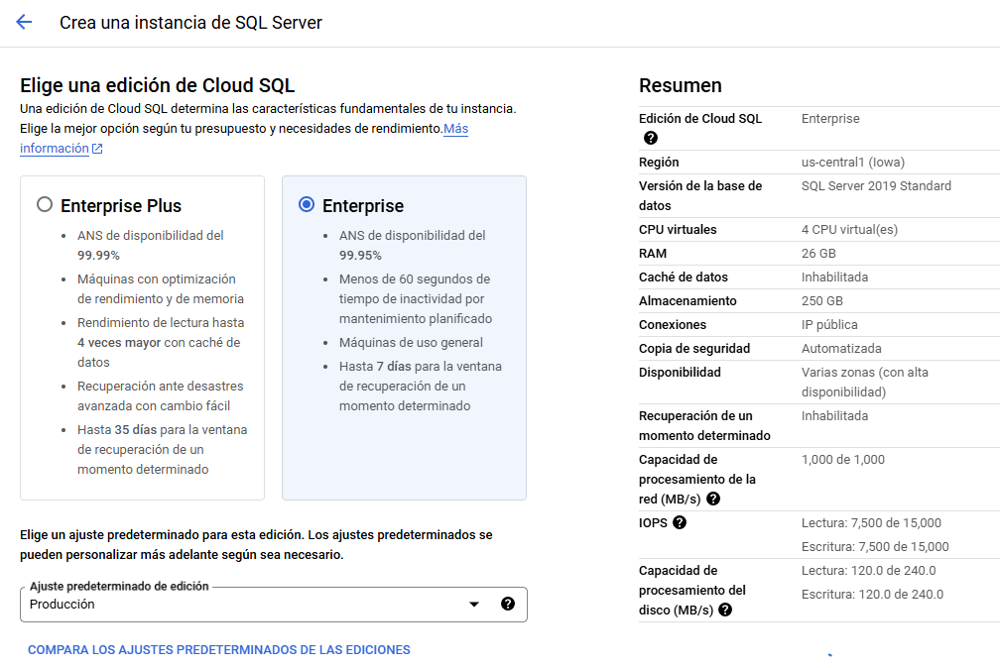 Crea una instancia de SQL Server
Elige una edición de Cloud SQL
Una edición de Cloud SQL determina las características fundamentales de tu instancia.
Elige la mejor opción según tu presupuesto y necesidades de rendimiento.Más
información
Enterprise Plus
ANS de disponibilidad del
99.99%
Máquinas con optimización
de rendimiento y de memoria
Rendimiento de lectura hasta
4 veces mayor con caché de
datos
Recuperación ante desastres
avanzada con cambio fácil
Hasta 35 días para la ventana
de recuperación de un
momento determinado
Enterprise
ANS de disponibilidad del
99.95%
Menos de 60 segundos de
tiempo de inactividad por
mantenimiento planificado
Máquinas de uso general
Hasta 7 días para la ventana
de recuperación de un
momento determinado
Elige un ajuste predeterminado para esta edición. Los ajustes predeterminados se
pueden personalizar más adelante según sea necesario.
Ajuste predeterminado de edición
Producción
COMPARA LOS AJUSTES PREDETERMINADOS DE LAS EDICIONES
Resumen
Edición de Cloud SQL Enterprise
Región us-central1 (Iowa)
Versión de la base de SQL Server 2019 Standard
datos
CPU virtuales 4 CPU virtual(es)
RAM 26 GB
Caché de datos Inhabilitada
Almacenamiento 250 GB
Conexiones IP pública
Copia de seguridad Automatizada
Disponibilidad Varias zonas (con alta
disponibilidad)
Recuperación de un Inhabilitada
momento determinado
Capacidad de 1,000 de 1,000
procesamiento de la
red (MB/s)
IOPS Lectura: 7,500 de 15,000
Escritura: 7,500 de 15,000
Capacidad de Lectura: 120.0 de 240.0
procesamiento del Escritura: 120.0 de 240.0
disco (MB/s)